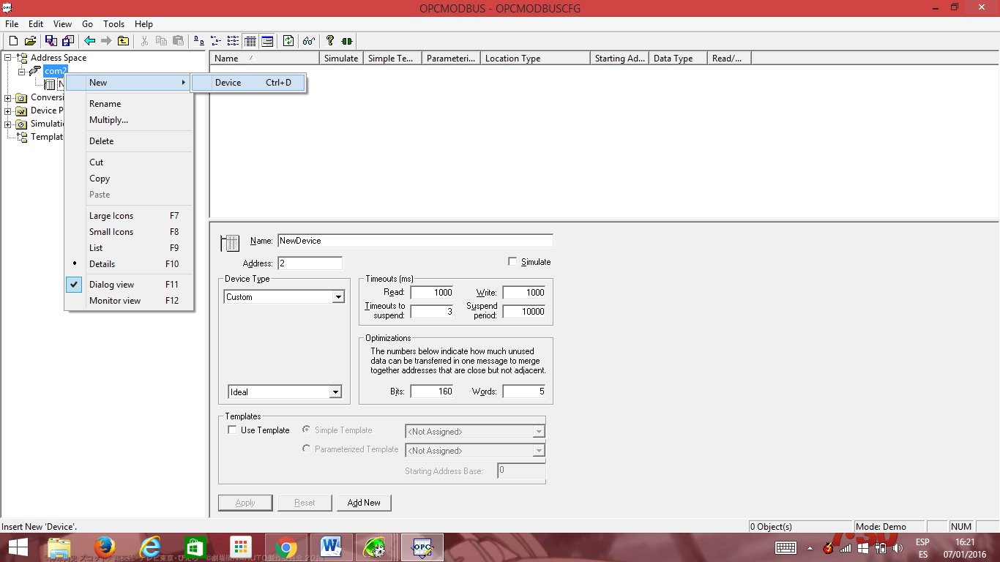 OPC
OPCMODBUS - OPCMODBUSCFG
File Edit View Go Tools Help
Address Space
com2
Conversi
Device P
Simulatio
Templat
New
Rename
Multiply...
Delete
Cut
Copy
Paste
Large Icons F7
Small Icons F8
List F9
Details F10
Dialog view F11
Monitor view F12
Device Ctrl+D
Name Simulate Simple Te... Parameteri... Location Type Starting Ad... Data Type Read/...
Name: NewDevice
Address: 2
Simulate
Device Type
Custom
Ideal
Timeouts (ms)
Read: 1000 Write: 1000
Timeouts to suspend: 3 Suspend period: 10000
Optimizations
The numbers below indicate how much unused
data can be transferred in one message to merge
together addresses that are close but not adjacent.
Bits: 160 Words: 5
Templates
Use Template Simple Template <Not Assigned>
Parameterized Template <Not Assigned>
Starting Address Base: 0
Apply Reset Add New
Insert New 'Device'.
0 Object(s) Mode: Demo NUM
OPC
7:30
ESP
ES
16:21
07/01/2016